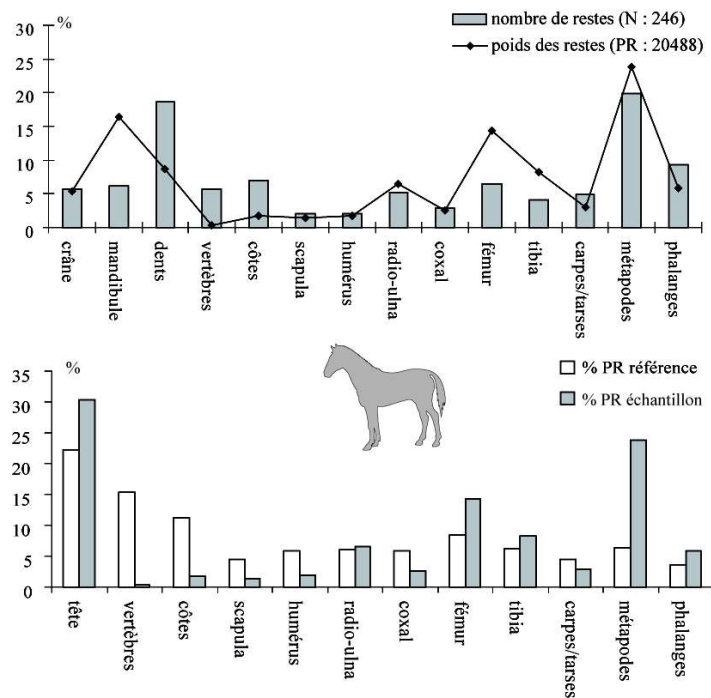 30
%
nombre de restes (N : 246)
poids des restes (PR : 20488)
25
20
15
10
5
0
crâne
mandibule
dents
vertèbres
côtes
scapula
humérus
radio-ulna
coxal
fémur
tibia
carpes/tarses
métapodes
phalanges
35
%
% PR référence
% PR échantillon
30
25
20
15
10
5
0
tête
vertèbres
côtes
scapula
humérus
radio-ulna
coxal
fémur
tibia
carpes/tarses
métapodes
phalanges